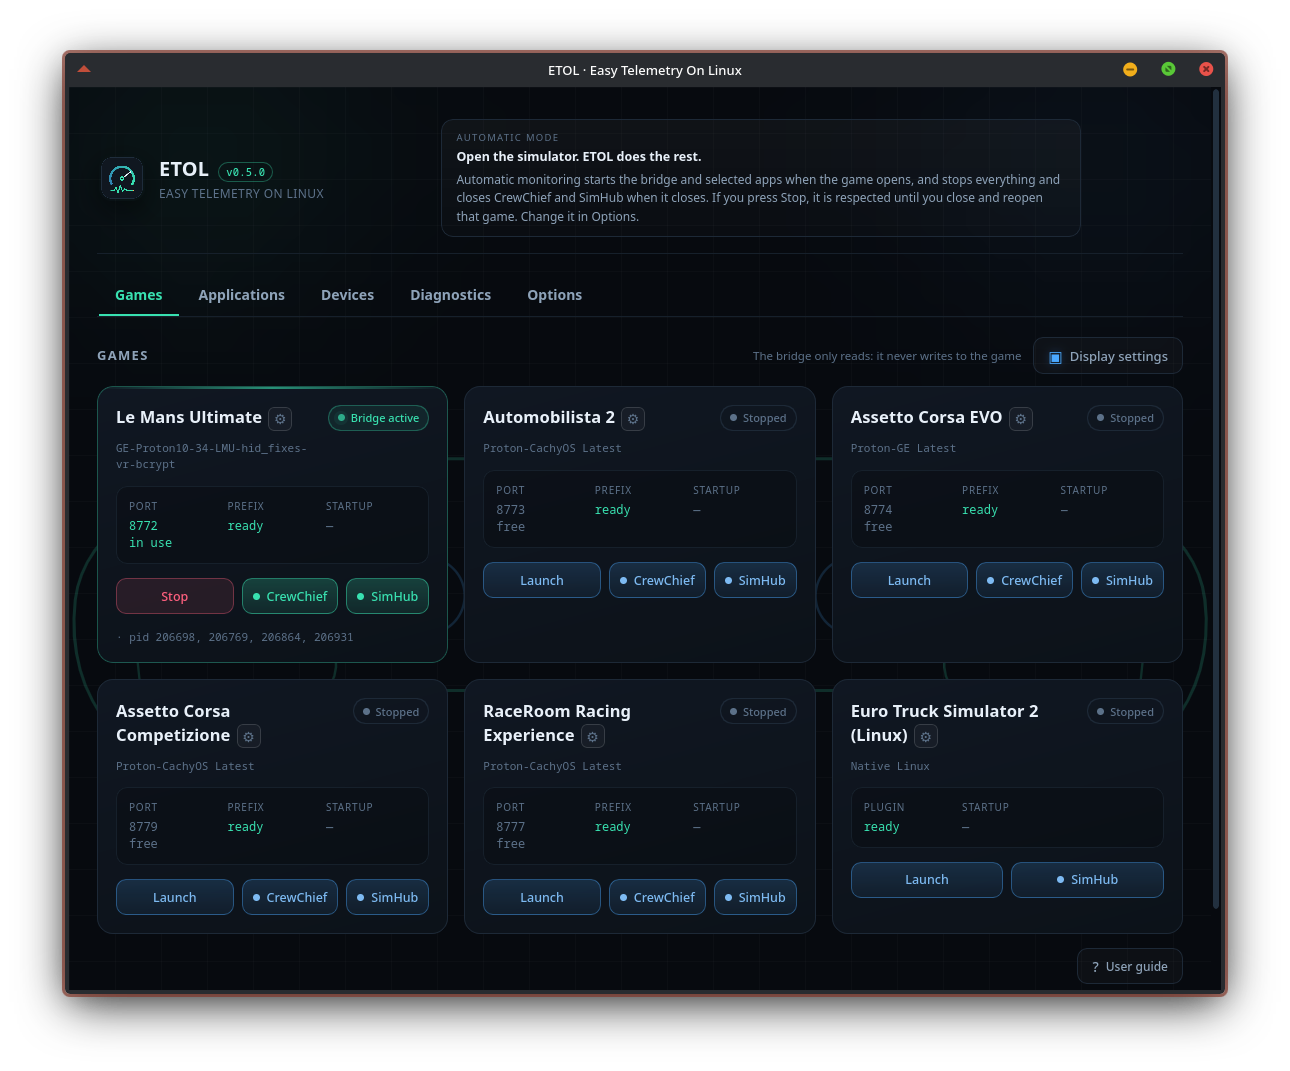 ETOL · Easy Telemetry On Linux
ETOL v0.5.0
EASY TELEMETRY ON LINUX
AUTOMATIC MODE
Open the simulator. ETOL does the rest.
Automatic monitoring starts the bridge and selected apps when the game opens, and stops everything and
closes CrewChief and SimHub when it closes. If you press Stop, it is respected until you close and reopen
that game. Change it in Options.
Games Applications Devices Diagnostics Options
GAMES
The bridge only reads: it never writes to the game
Display settings
Le Mans Ultimate
Bridge active
GE-Proton10-34-LMU-hid_fixes-
vr-bcrypt
PORT PREFIX STARTUP
8772 ready –
in use
Stop CrewChief SimHub
· pid 206698, 206769, 206864, 206931
Automobilista 2
Stopped
Proton-CachyOS Latest
PORT PREFIX STARTUP
8773 ready –
free
Launch CrewChief SimHub
Assetto Corsa EVO
Stopped
Proton-GE Latest
PORT PREFIX STARTUP
8774 ready –
free
Launch CrewChief SimHub
Assetto Corsa
Competizione
Stopped
Proton-CachyOS Latest
PORT PREFIX STARTUP
8779 ready –
free
Launch CrewChief SimHub
RaceRoom Racing
Experience
Stopped
Proton-CachyOS Latest
PORT PREFIX STARTUP
8777 ready –
free
Launch CrewChief SimHub
Euro Truck Simulator 2
(Linux)
Stopped
Native Linux
PLUGIN STARTUP
ready –
Launch SimHub
? User guide